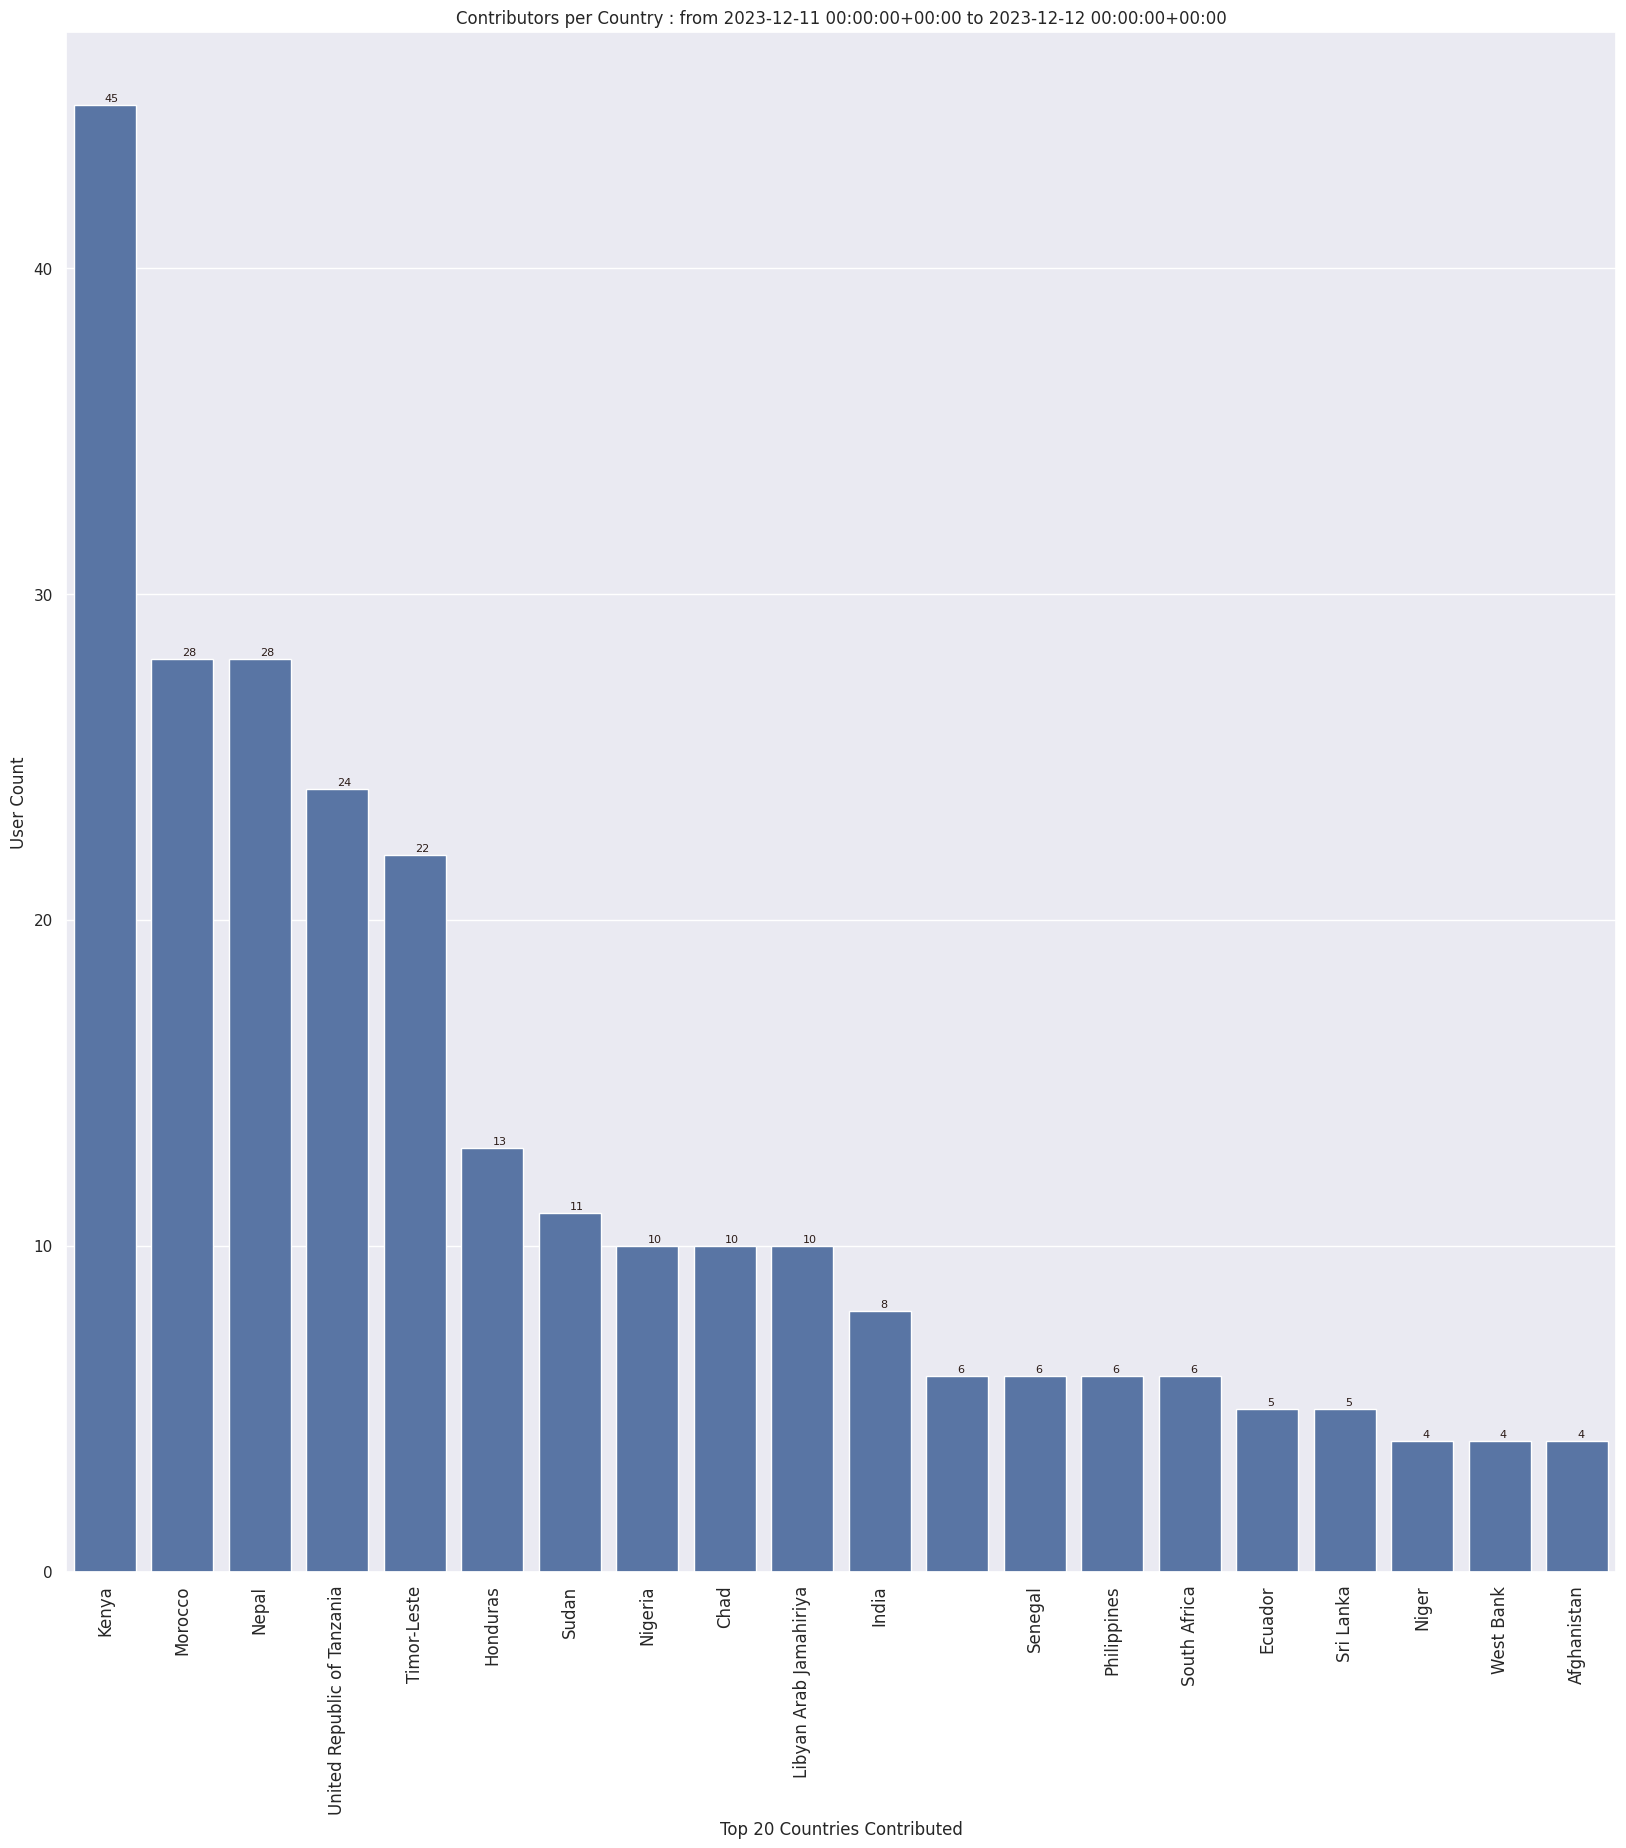 Contributors per Country : from 2023-12-11 00:00:00+00:00 to 2023-12-12 00:00:00+00:00
User Count
40
30
20
10
0
45
28
28
24
22
13
11
10
10
10
8
6
6
6
6
5
5
4
4
4
Kenya
Morocco
Nepal
United Republic of Tanzania
Timor-Leste
Honduras
Sudan
Nigeria
Chad
Libyan Arab Jamahiriya
India
Senegal
Philippines
South Africa
Ecuador
Sri Lanka
Niger
West Bank
Afghanistan
Top 20 Countries Contributed